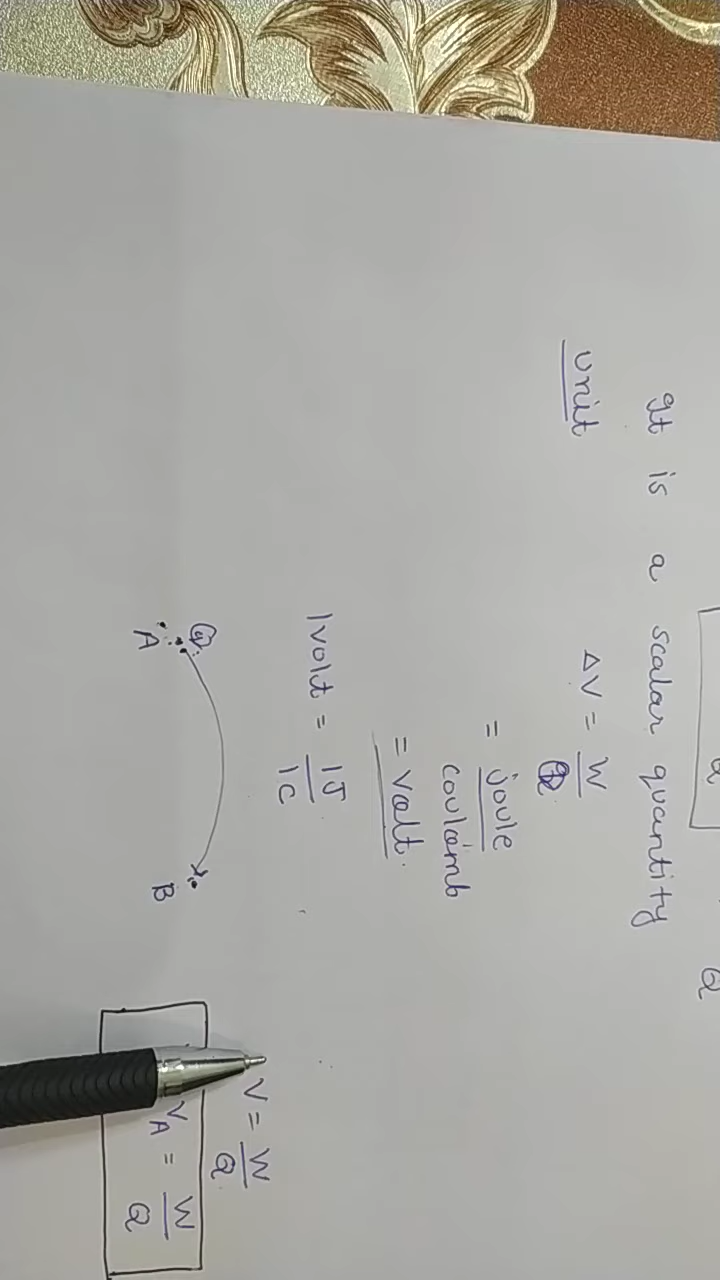 Q
Q
It is a scalar quantity
unit
ΔV = W
Q
= joule
coulomb
= volt.
1 volt = 1J
1C
Q
A
B
V = W
Q
VA = W
Q